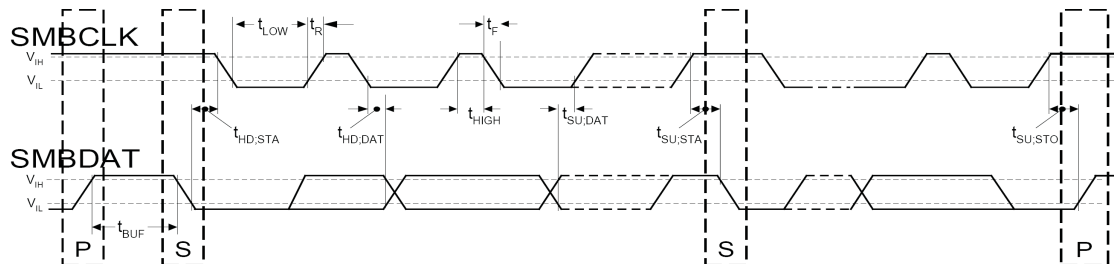 t_LOW t_R t_F
SMBCLK
V_IH
V_IL
t_HD;STA t_HD;DAT t_HIGH t_SU;DAT t_SU;STA t_SU;STO
SMBDAT
V_IH
V_IL
t_BUF
P S S P